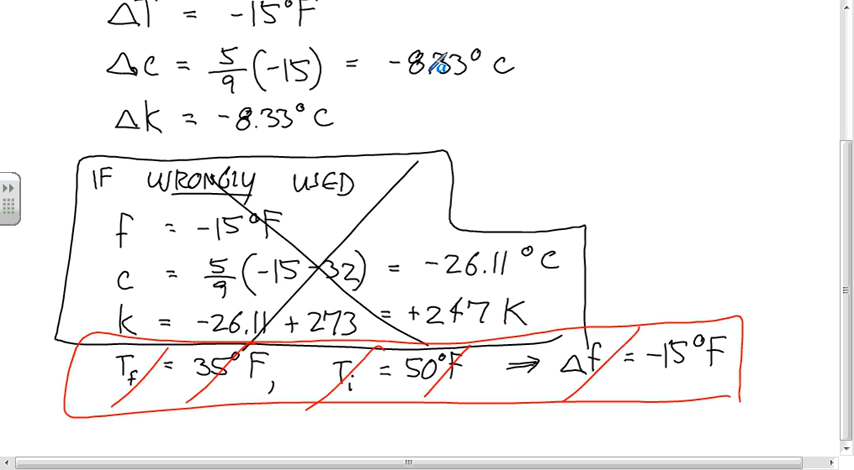 ΔT = -15°F
Δc = 5/9 (-15) = -8.33° c
Δk = -8.33° C
IF WRONGLY USED
f = -15°F
c = 5/9 (-15-32) = -26.11 °C
k = -26.11 + 273 = +247 K
Tf = 35°F, Ti = 50°F ⇒ Δf = -15°F